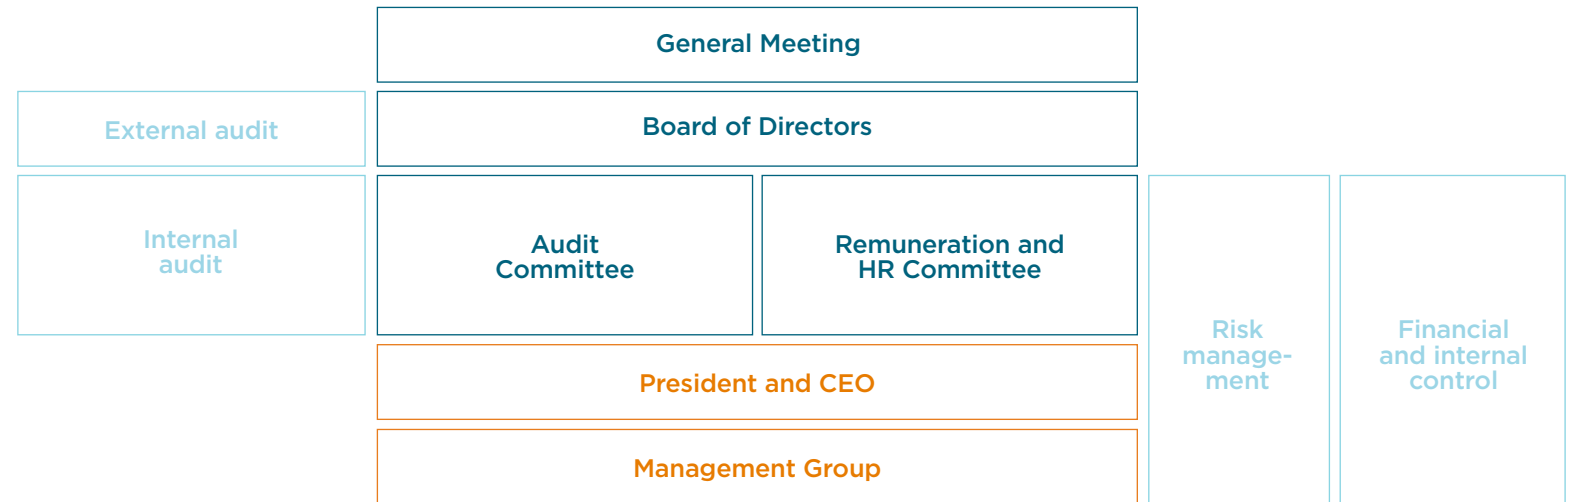 General Meeting
External audit
Board of Directors
Internal
audit
Audit
Committee
Remuneration and
HR Committee
Risk
manage-
ment
Financial
and internal
control
President and CEO
Management Group